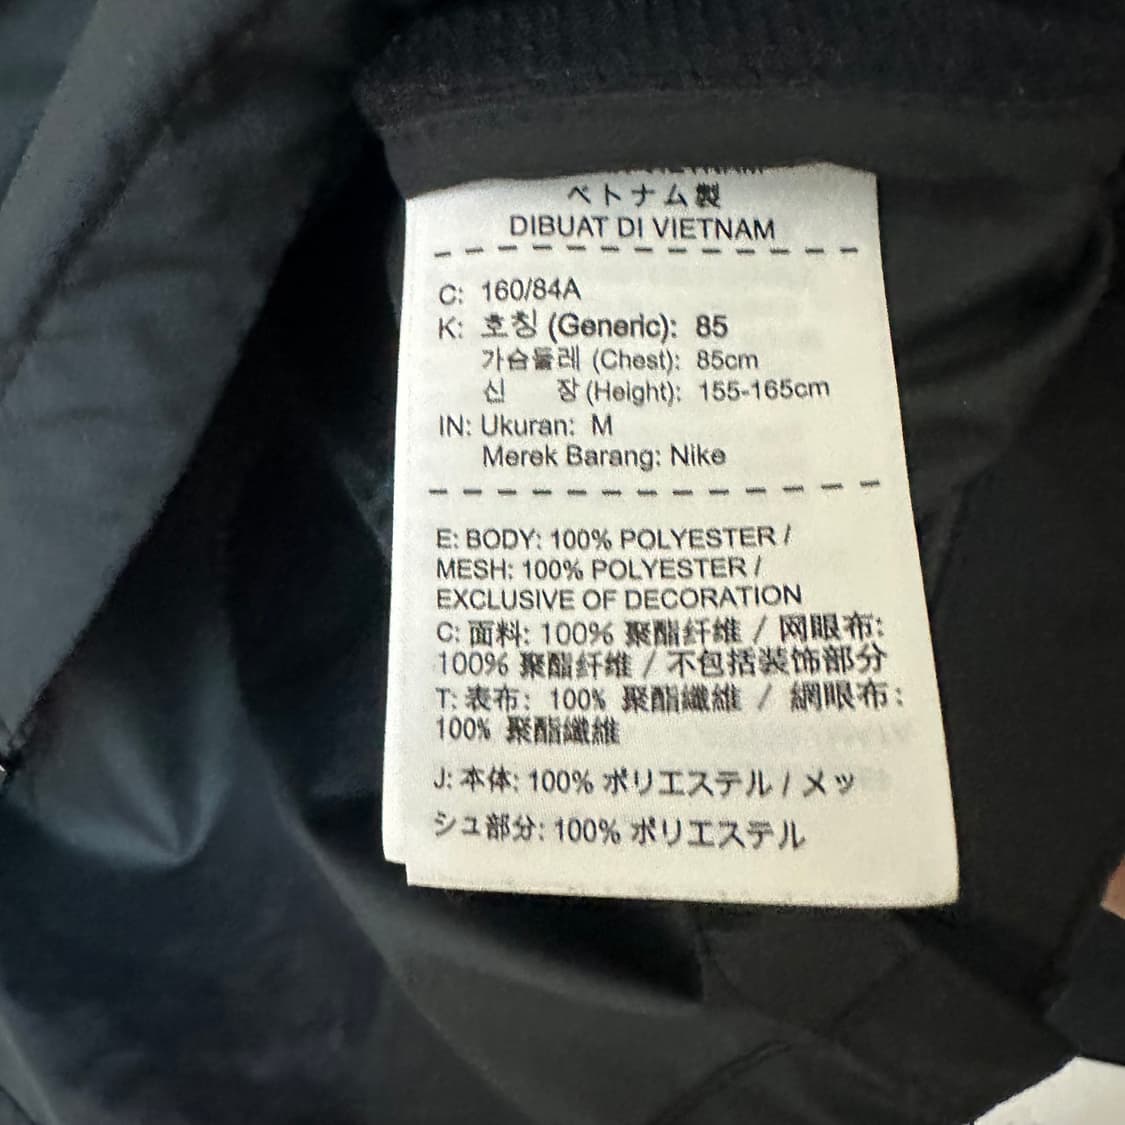 ベトナム製
DIBUAT DI VIETNAM
C: 160/84A
K: 호칭 (Generic): 85
가슴둘레 (Chest): 85cm
신 장 (Height): 155-165cm
IN: Ukuran: M
Merek Barang: Nike
E: BODY: 100% POLYESTER /
MESH: 100% POLYESTER /
EXCLUSIVE OF DECORATION
C: 面料: 100% 聚酯纤维 / 网眼布:
100% 聚酯纤维 / 不包括装饰部分
T: 表布: 100% 聚酯纖維 / 網眼布:
100% 聚酯纖維
J: 本体: 100% ポリエステル / メッ
シュ部分: 100% ポリエステル